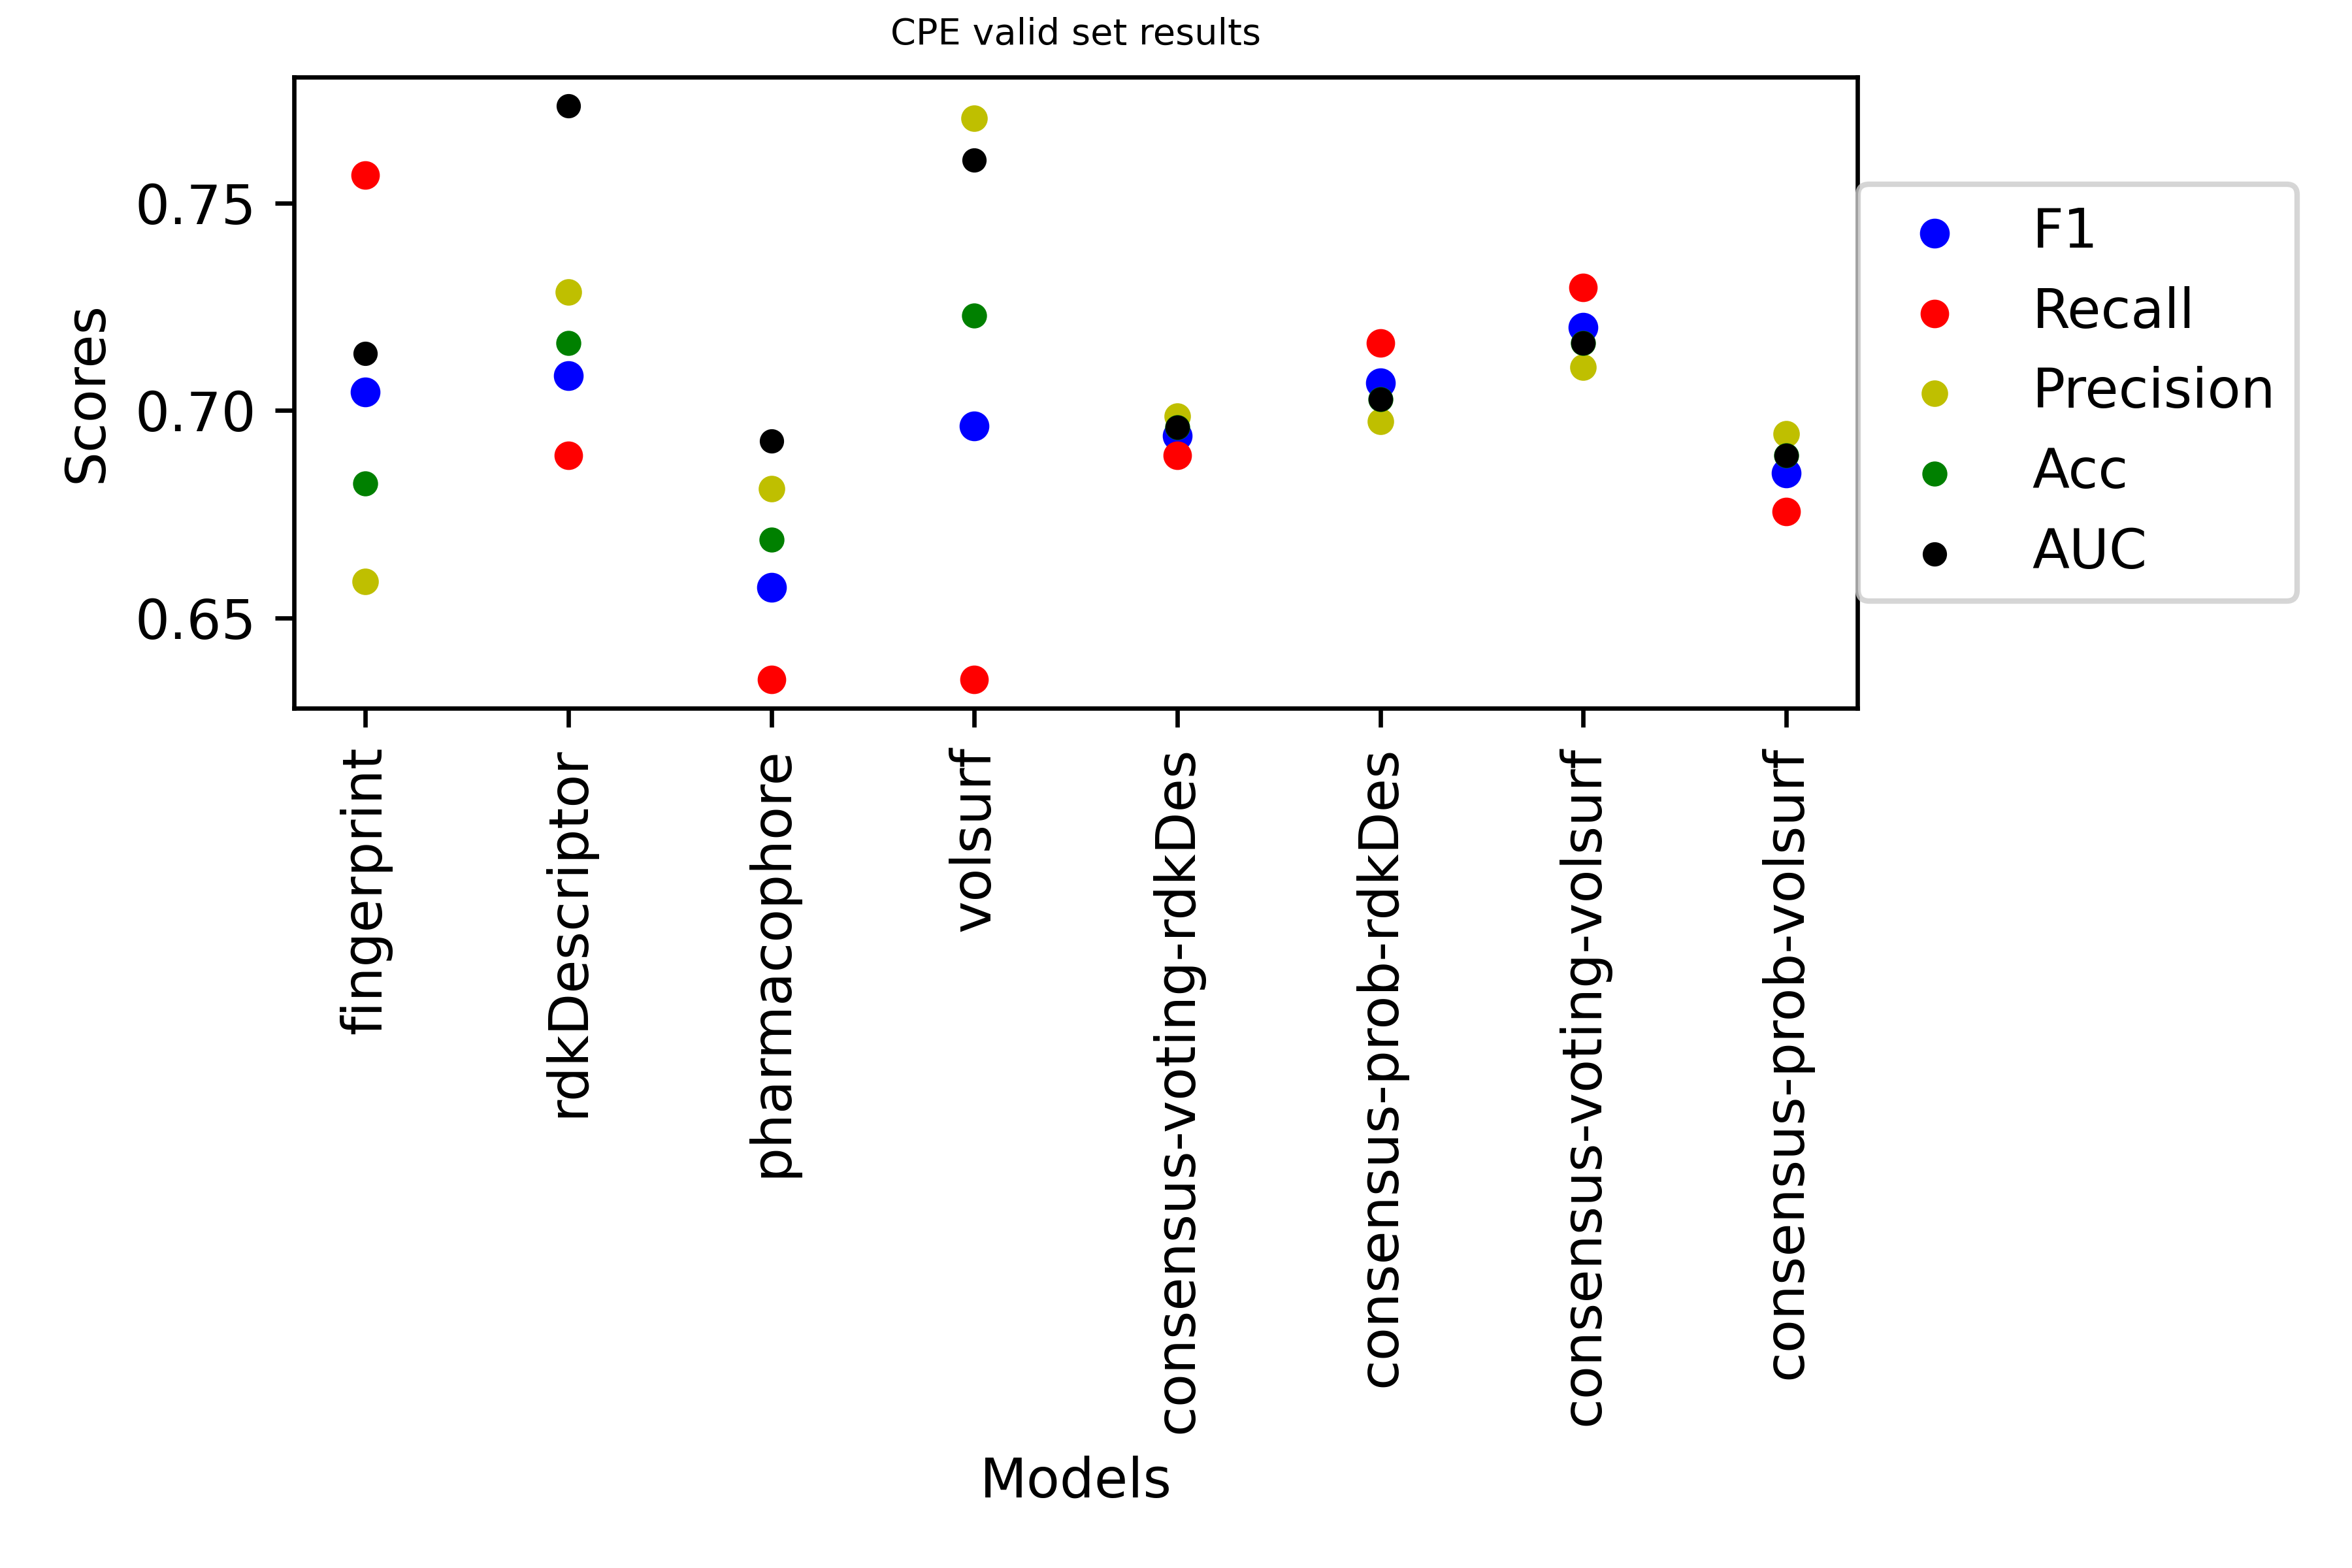 CPE valid set results
Scores
0.75
0.70
0.65
F1
Recall
Precision
Acc
AUC
fingerprint
rdkDescriptor
pharmacophore
volsurf
consensus-voting-rdkDes
consensus-prob-rdkDes
consensus-voting-volsurf
consensus-prob-volsurf
Models